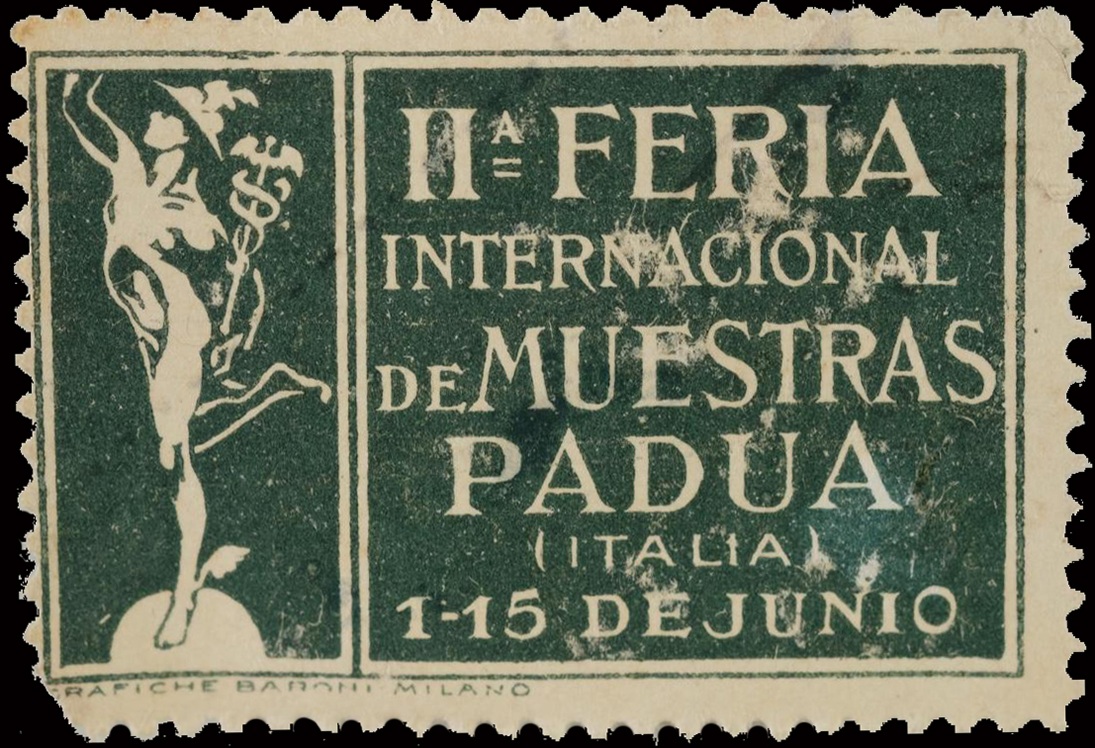 IIª FERIA
INTERNACIONAL
DE MUESTRAS
PADUA
(ITALIA)
1-15 DE JUNIO
GRAFICHE BARONI MILANO